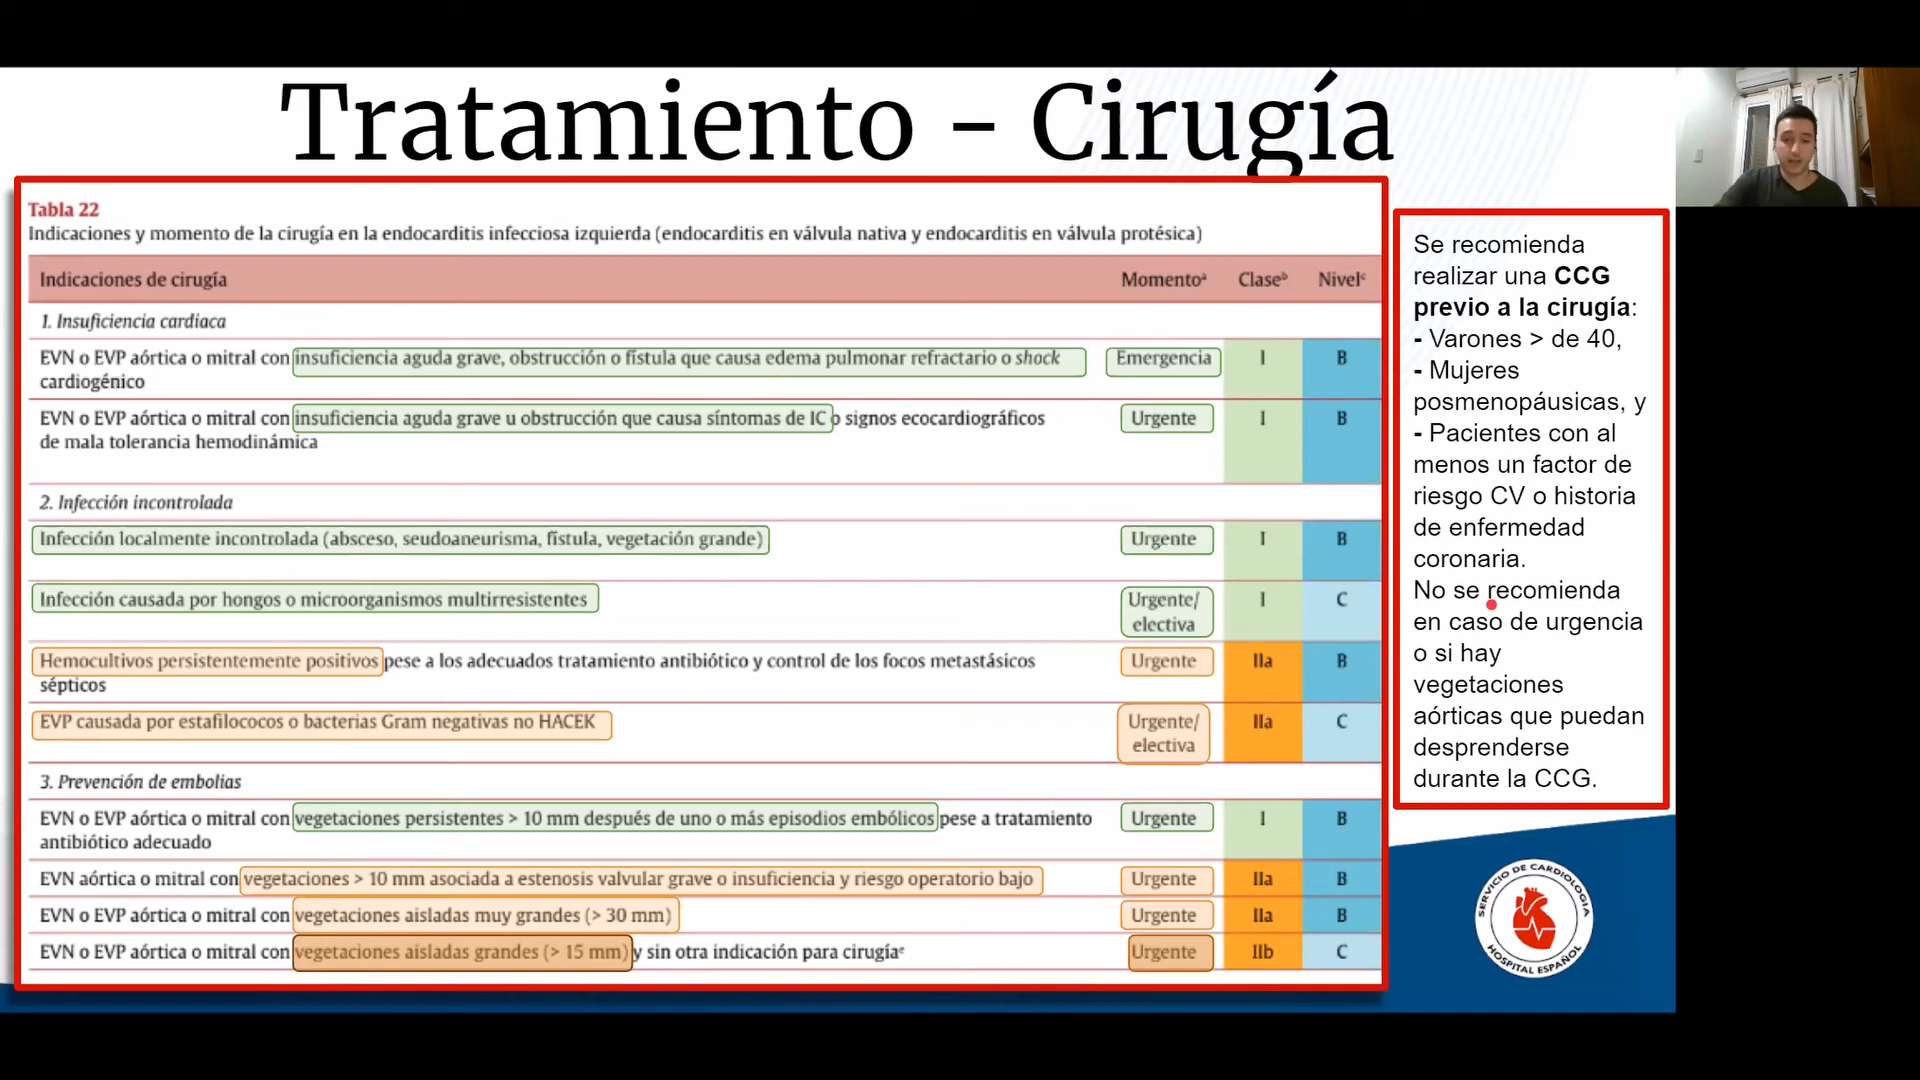 Tratamiento - Cirugía
Tabla 22
Indicaciones y momento de la cirugía en la endocarditis infecciosa izquierda (endocarditis en válvula nativa y endocarditis en válvula protésica)
Indicaciones de cirugía Momentoª Claseᵇ Nivelᶜ
1. Insuficiencia cardiaca
EVN o EVP aórtica o mitral con insuficiencia aguda grave, obstrucción o fístula que causa edema pulmonar refractario o shock Emergencia I B
cardiogénico
EVN o EVP aórtica o mitral con insuficiencia aguda grave u obstrucción que causa síntomas de IC o signos ecocardiográficos Urgente I B
de mala tolerancia hemodinámica
2. Infección incontrolada
Infección localmente incontrolada (absceso, seudoaneurisma, fístula, vegetación grande) Urgente I B
Infección causada por hongos o microorganismos multirresistentes Urgente/ I C
electiva
Hemocultivos persistentemente positivos pese a los adecuados tratamiento antibiótico y control de los focos metastásicos Urgente IIa B
sépticos
EVP causada por estafilococos o bacterias Gram negativas no HACEK Urgente/ IIa C
electiva
3. Prevención de embolias
EVN o EVP aórtica o mitral con vegetaciones persistentes > 10 mm después de uno o más episodios embólicos pese a tratamiento Urgente I B
antibiótico adecuado
EVN aórtica o mitral con vegetaciones > 10 mm asociada a estenosis valvular grave o insuficiencia y riesgo operatorio bajo Urgente IIa B
EVN o EVP aórtica o mitral con vegetaciones aisladas muy grandes (> 30 mm) Urgente IIa B
EVN o EVP aórtica o mitral con vegetaciones aisladas grandes (> 15 mm) y sin otra indicación para cirugíaᵉ Urgente IIb C
Se recomienda
realizar una CCG
previo a la cirugía:
- Varones > de 40,
- Mujeres
posmenopáusicas, y
- Pacientes con al
menos un factor de
riesgo CV o historia
de enfermedad
coronaria.
No se recomienda
en caso de urgencia
o si hay
vegetaciones
aórticas que puedan
desprenderse
durante la CCG.
SERVICIO DE CARDIOLOGIA
HOSPITAL ESPAÑOL